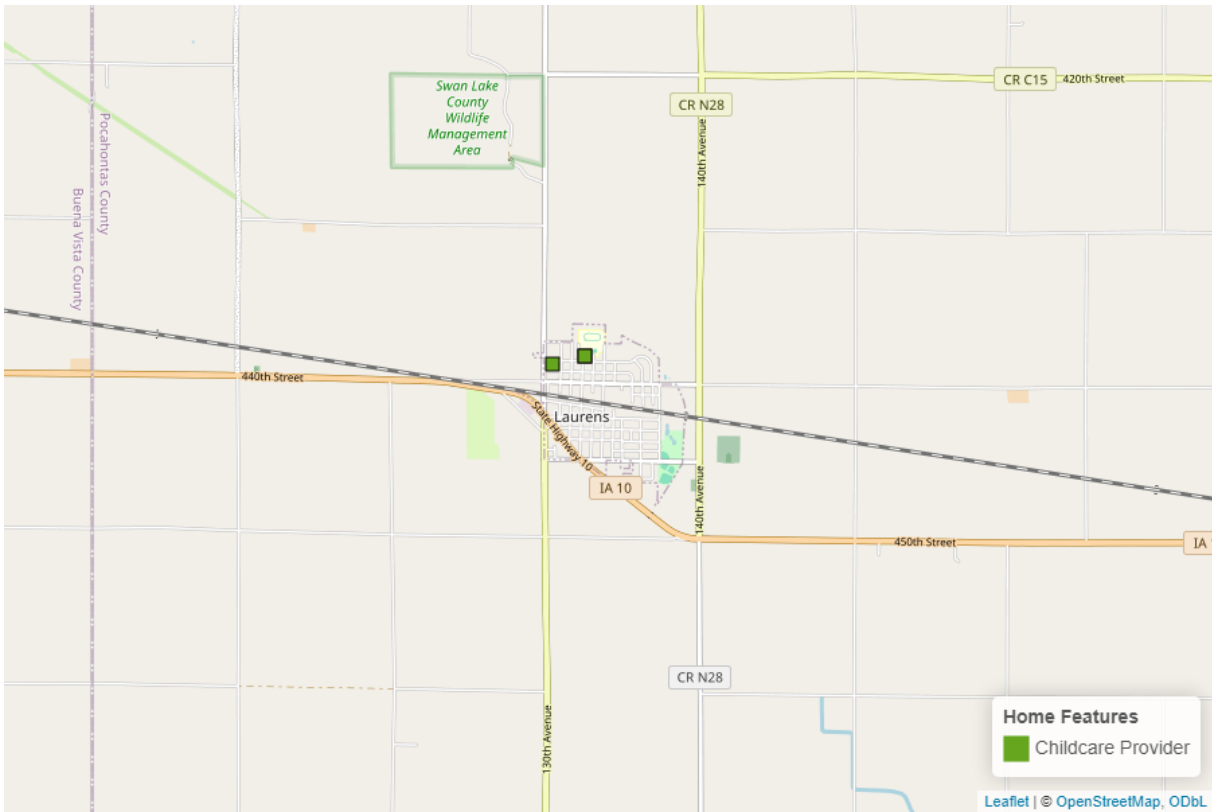 Swan Lake
County
Wildlife
Management
Area
CR C15
420th Street
CR N28
140th Avenue
Pocahontas County
Buena Vista County
440th Street
State Highway 10
Laurens
IA 10
140th Avenue
450th Street
IA 1
CR N28
130th Avenue
Home Features
Childcare Provider
Leaflet | © OpenStreetMap, ODbL